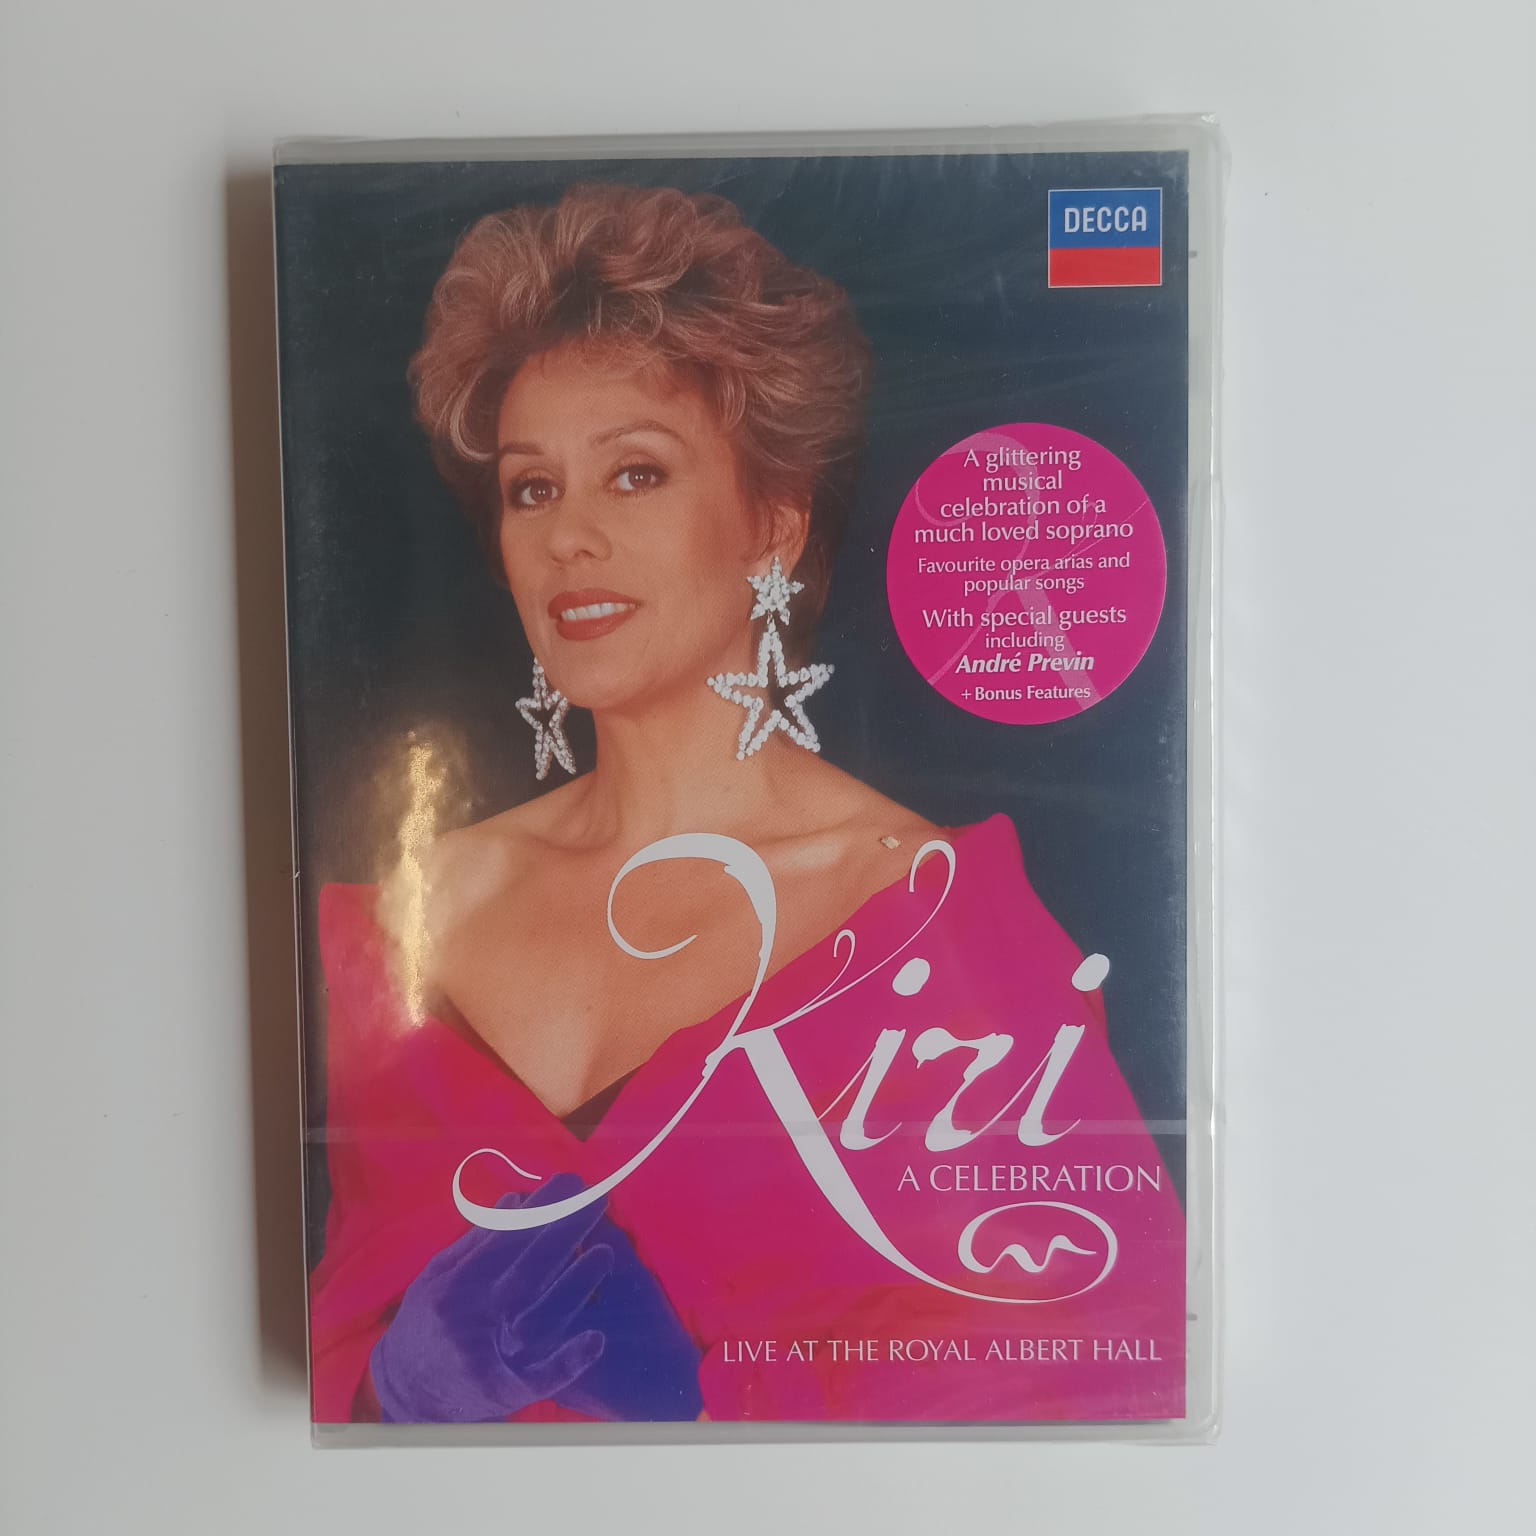 DECCA
A glittering
musical
celebration of a
much loved soprano
Favourite opera arias and
popular songs
With special guests
including
André Previn
+ Bonus Features
Kiri
A CELEBRATION
LIVE AT THE ROYAL ALBERT HALL